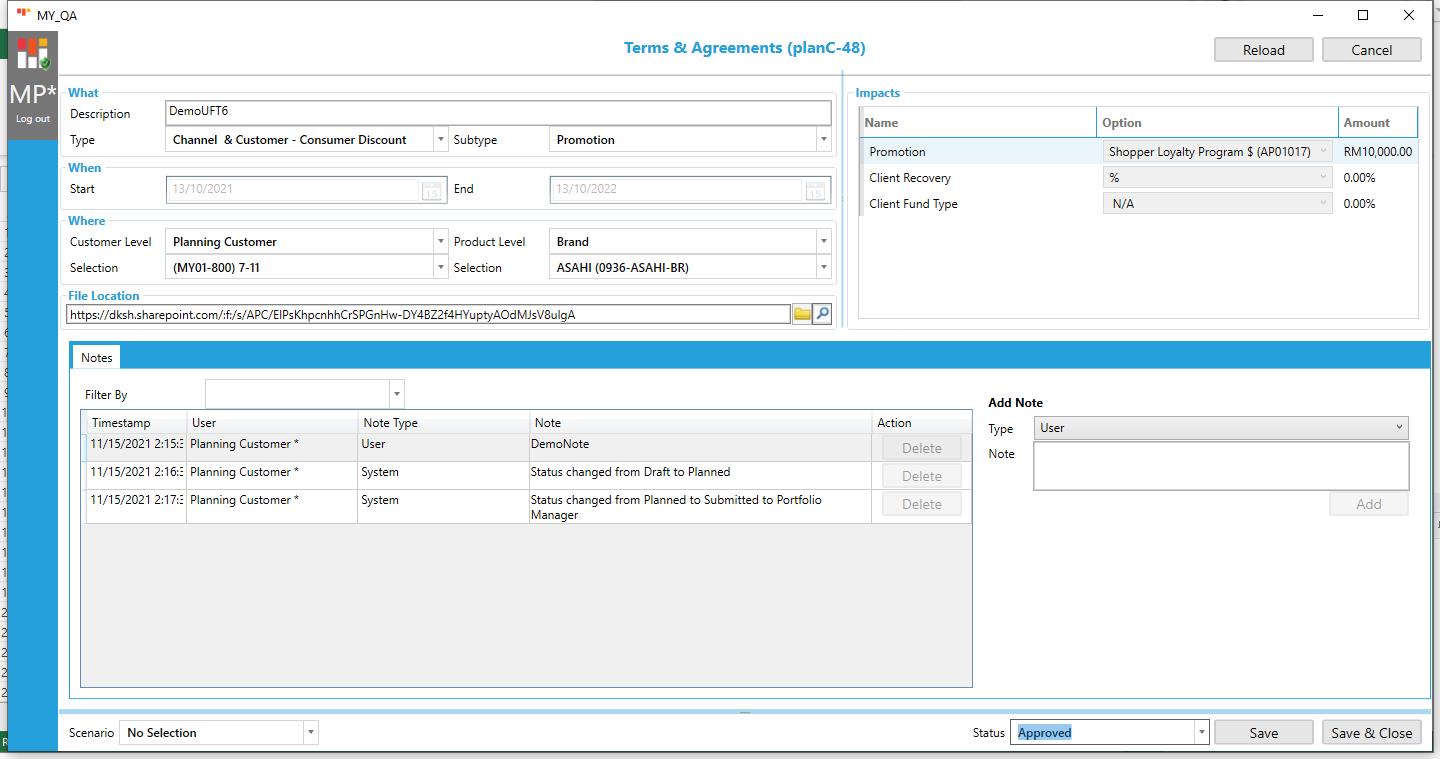 MY_QA
MP*
Log out
Terms & Agreements (planC-48)
Reload
Cancel
What
Description
DemoUFT6
Type
Channel & Customer - Consumer Discount
Subtype
Promotion
When
Start
13/10/2021
15
End
13/10/2022
15
Where
Customer Level
Planning Customer
Product Level
Brand
Selection
(MY01-800) 7-11
Selection
ASAHI (0936-ASAHI-BR)
File Location
https://dksh.sharepoint.com/:f:/s/APC/ElPsKhpcnhhCrSPGnHw-DY4BZ2f4HYuptyAOdMJsV8ulgA
Impacts
Name Option Amount
Promotion Shopper Loyalty Program $ (AP01017) RM10,000.00
Client Recovery % 0.00%
Client Fund Type N/A 0.00%
Notes
Filter By
Timestamp User Note Type Note Action
11/15/2021 2:15:3 Planning Customer * User DemoNote Delete
11/15/2021 2:16:3 Planning Customer * System Status changed from Draft to Planned Delete
11/15/2021 2:17:3 Planning Customer * System Status changed from Planned to Submitted to Portfolio Delete
Manager
Add Note
Type User
Note
Add
Scenario No Selection
Status Approved
Save
Save & Close